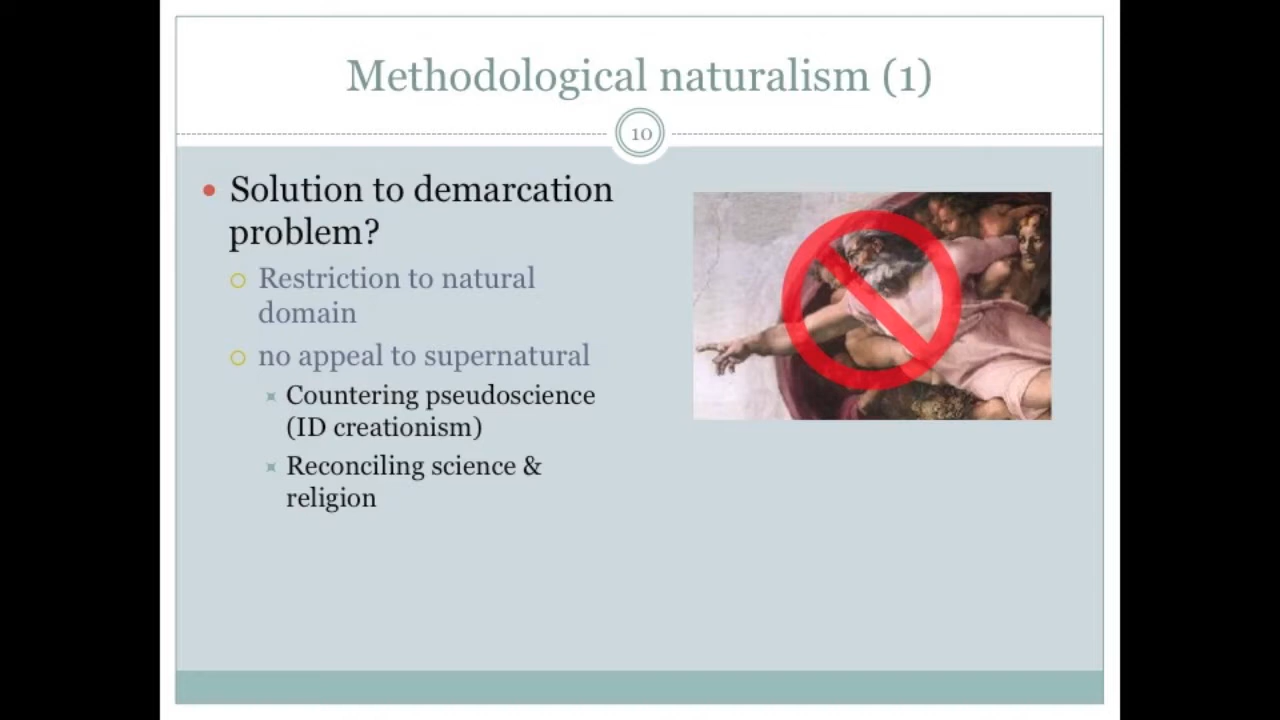 Methodological naturalism (1)
10
Solution to demarcation
problem?
Restriction to natural
domain
no appeal to supernatural
Countering pseudoscience
(ID creationism)
Reconciling science &
religion